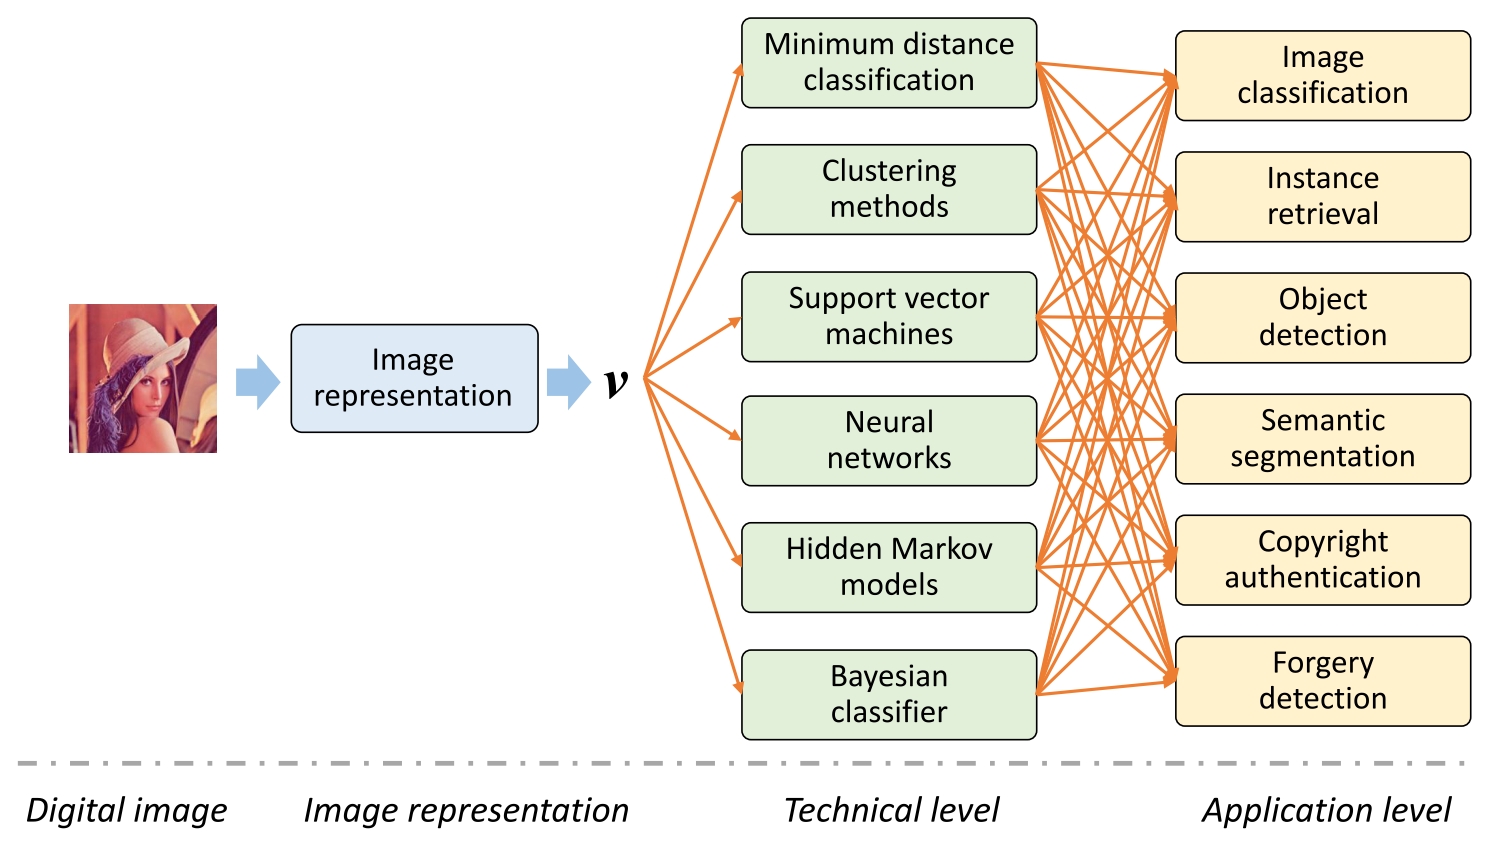 Image
representation
v
Minimum distance
classification
Clustering
methods
Support vector
machines
Neural
networks
Hidden Markov
models
Bayesian
classifier
Image
classification
Instance
retrieval
Object
detection
Semantic
segmentation
Copyright
authentication
Forgery
detection
Digital image
Image representation
Technical level
Application level